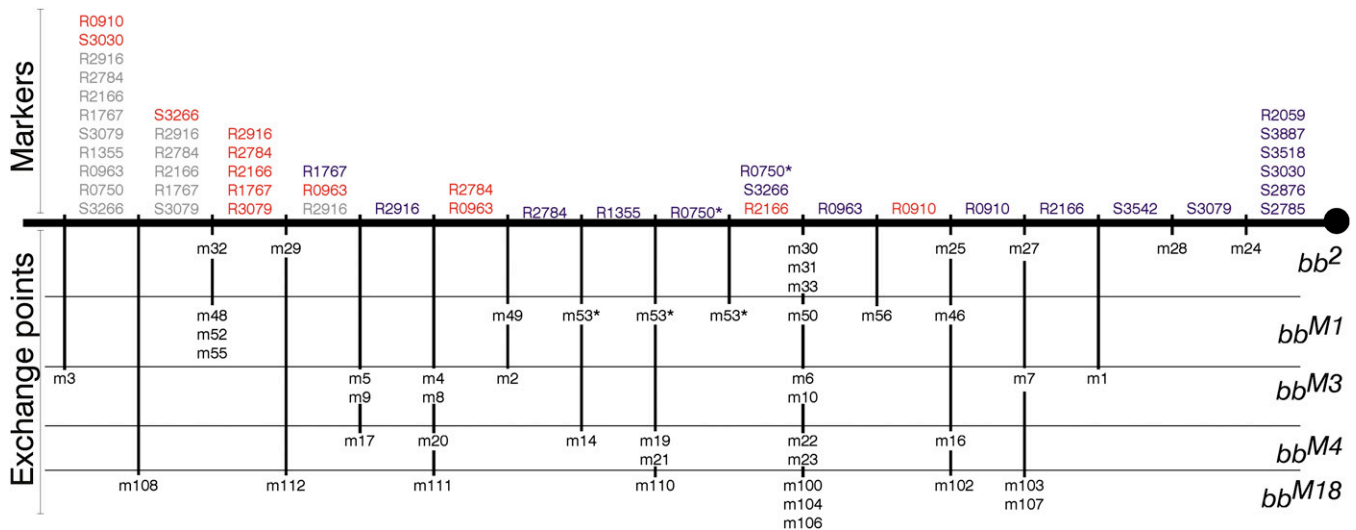 Markers
R0910
S3030
R2916
R2784
R2166
R1767
S3079
R1355
R0963
R0750
S3266
S3266
R2916
R2784
R2166
R1767
S3079
R2916
R2784
R2166
R1767
R3079
R1767
R0963
R2916
R2916
R2784
R0963
R2784
R1355
R0750*
R0750*
S3266
R2166
R0963
R0910
R0910
R2166
S3542
S3079
R2059
S3887
S3518
S3030
S2876
S2785
Exchange points
m32 m29 m30 m25 m27 m28 m24 bb2
m31
m33
m48 m49 m53* m53* m53* m50 m56 m46 bbM1
m52
m55
m3 m5 m4 m2 m6 m7 m1 bbM3
m9 m8 m10
m17 m20 m14 m19 m22 m16 bbM4
m21 m23
m108 m112 m111 m110 m100 m102 m103 bbM18
m104 m107
m106